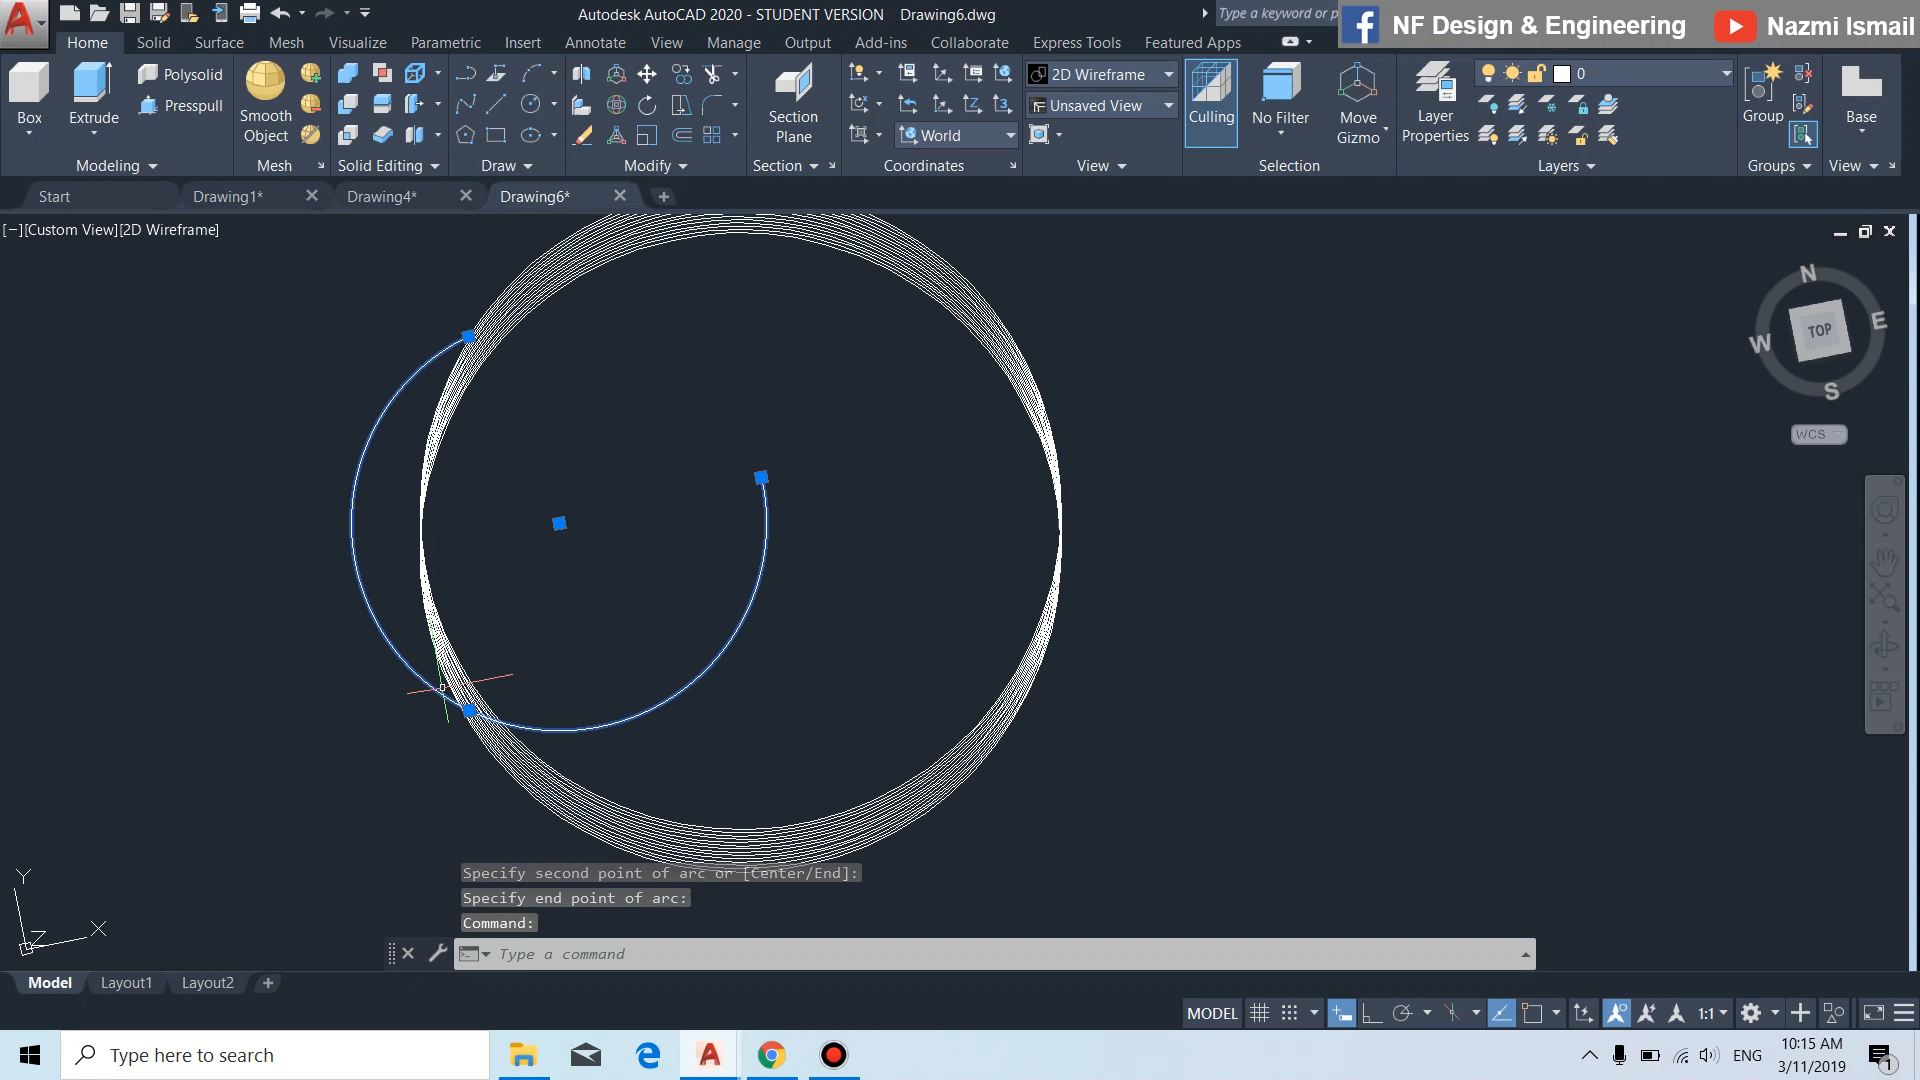 Autodesk AutoCAD 2020 - STUDENT VERSION Drawing6.dwg
Type a keyword or p
NF Design & Engineering
Nazmi Ismail
Home Solid Surface Mesh Visualize Parametric Insert Annotate View Manage Output Add-ins Collaborate Express Tools Featured Apps
Box
Extrude
Polysolid
Presspull
Modeling
Smooth
Object
Mesh
Solid Editing
Draw
Modify
Section
Plane
Section
World
Coordinates
2D Wireframe
Unsaved View
View
Culling
No Filter
Move
Gizmo
Selection
Layer
Properties
0
Layers
Group
Groups
Base
View
Start Drawing1* Drawing4* Drawing6*
[−][Custom View][2D Wireframe]
N
E
TOP
W
S
WCS
Y
X
Z
Specify second point of arc or [Center/End]:
Specify end point of arc:
Command:
Type a command
Model Layout1 Layout2
MODEL
1:1
Type here to search
ENG
10:15 AM
3/11/2019
1